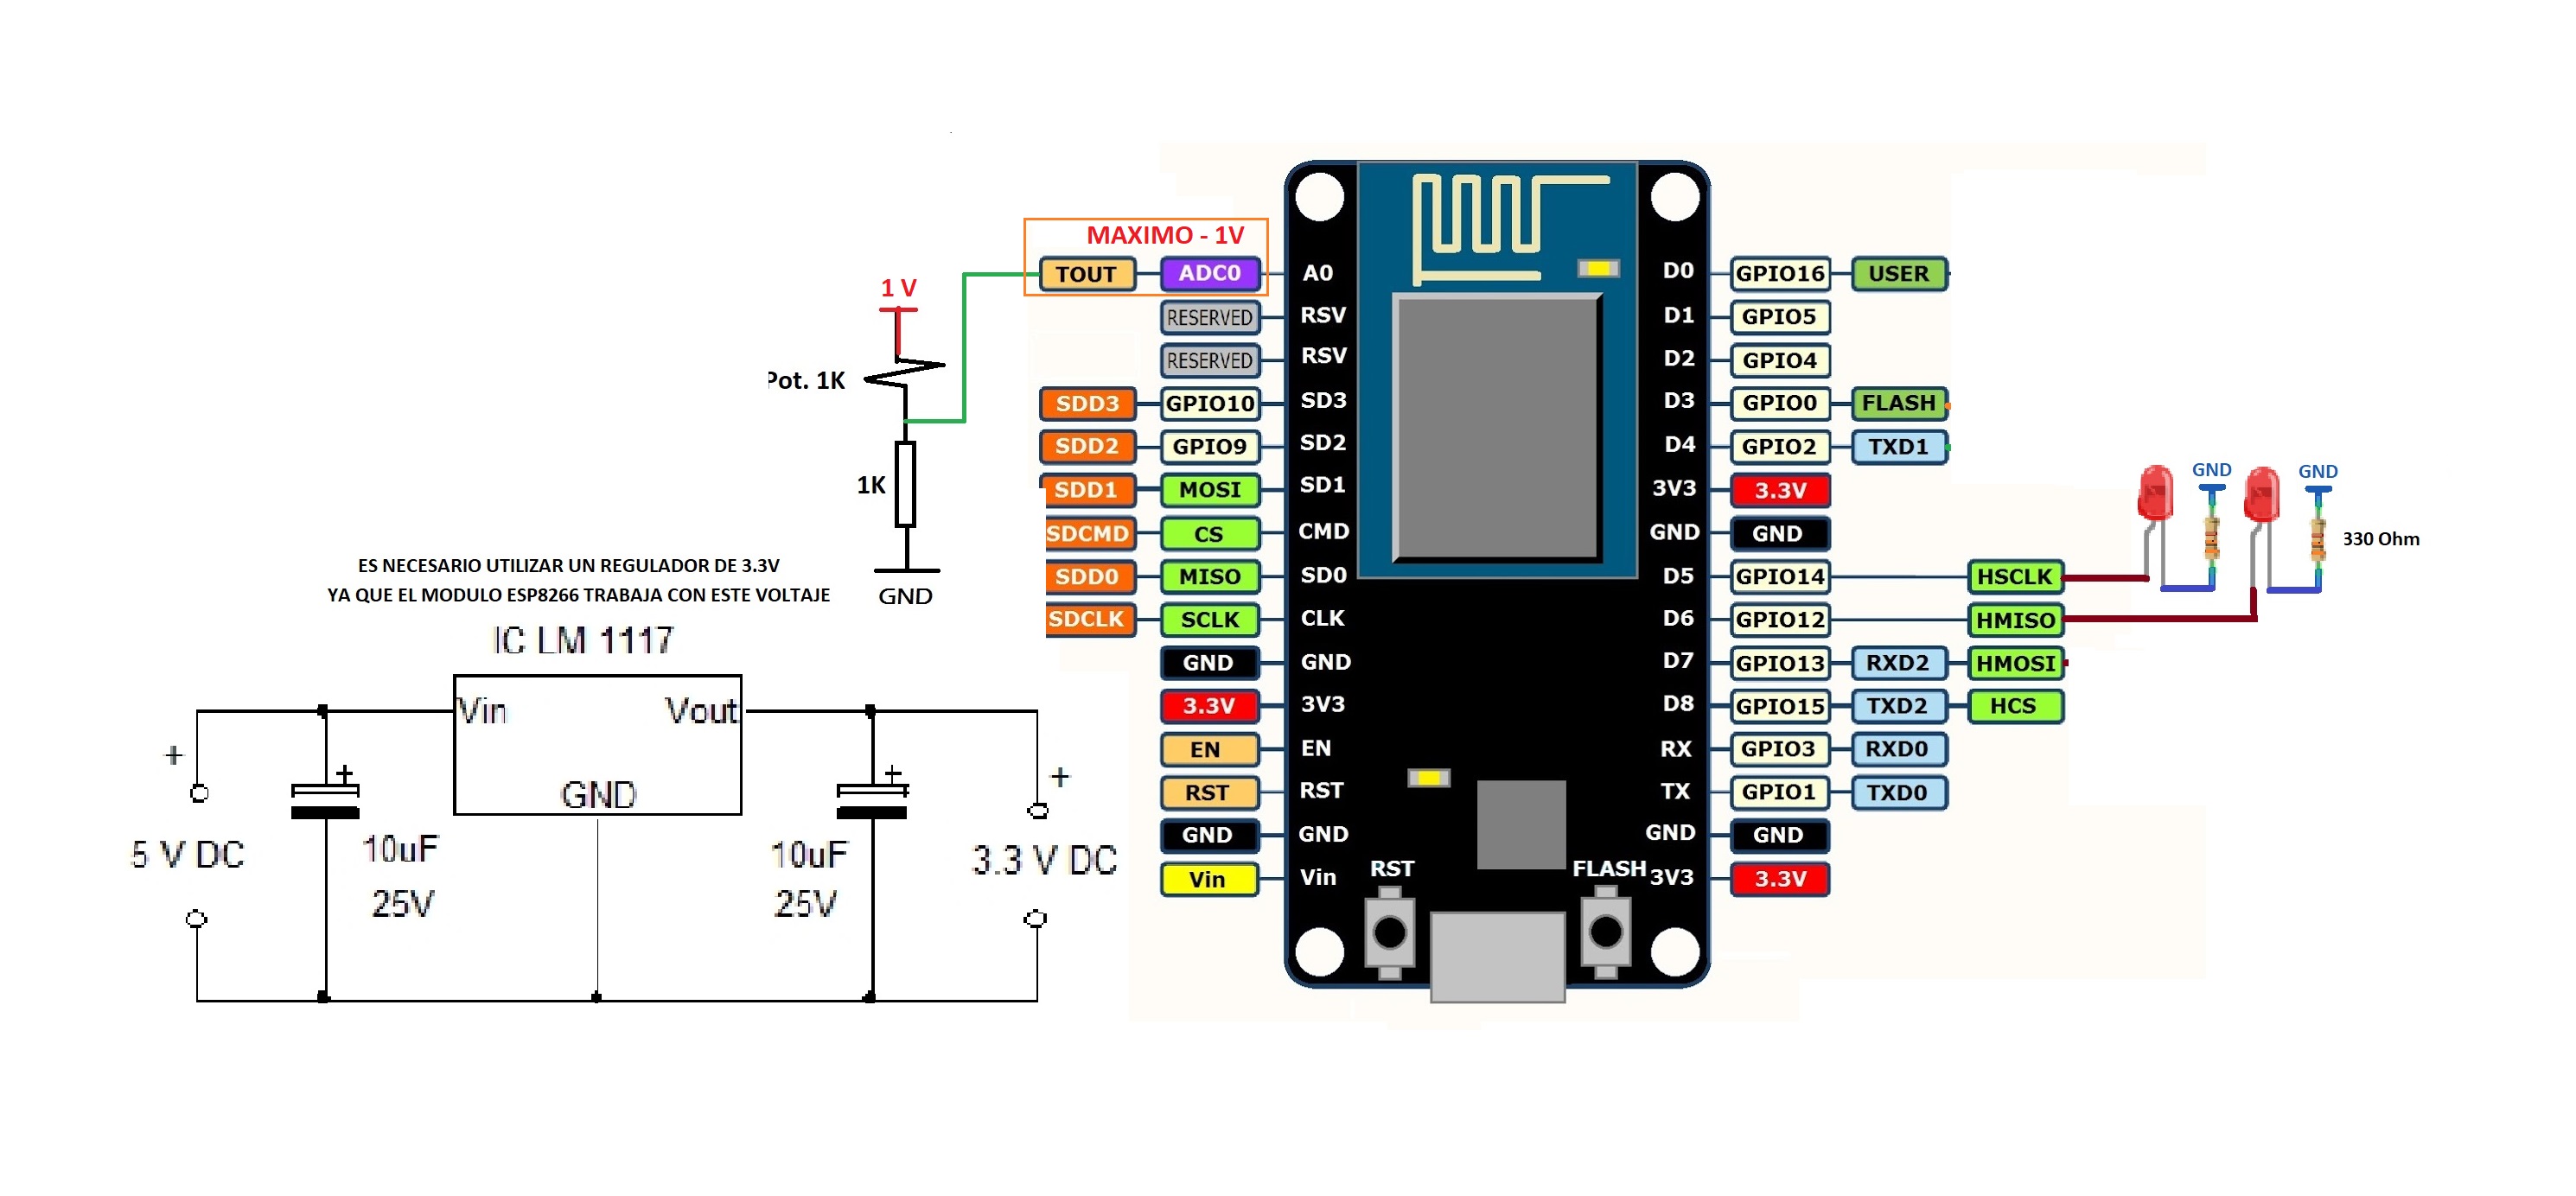 MAXIMO - 1V
TOUT ADC0 A0
RESERVED RSV
RESERVED RSV
SDD3 GPIO10 SD3
SDD2 GPIO9 SD2
SDD1 MOSI SD1
SDCMD CS CMD
SDD0 MISO SD0
SDCLK SCLK CLK
GND GND
3.3V 3V3
EN EN
RST RST
GND GND
Vin Vin
D0 GPIO16 USER
D1 GPIO5
D2 GPIO4
D3 GPIO0 FLASH
D4 GPIO2 TXD1
3V3 3.3V
GND GND
D5 GPIO14 HSCLK
D6 GPIO12 HMISO
D7 GPIO13 RXD2 HMOSI
D8 GPIO15 TXD2 HCS
RX GPIO3 RXD0
TX GPIO1 TXD0
GND GND
3V3 3.3V
RST
FLASH
1 V
Pot. 1K
1K
GND
GND
GND
330 Ohm
ES NECESARIO UTILIZAR UN REGULADOR DE 3.3V
YA QUE EL MODULO ESP8266 TRABAJA CON ESTE VOLTAJE
IC LM 1117
Vin Vout
GND
+
+
+
+
5 V DC
10uF
25V
10uF
25V
3.3 V DC